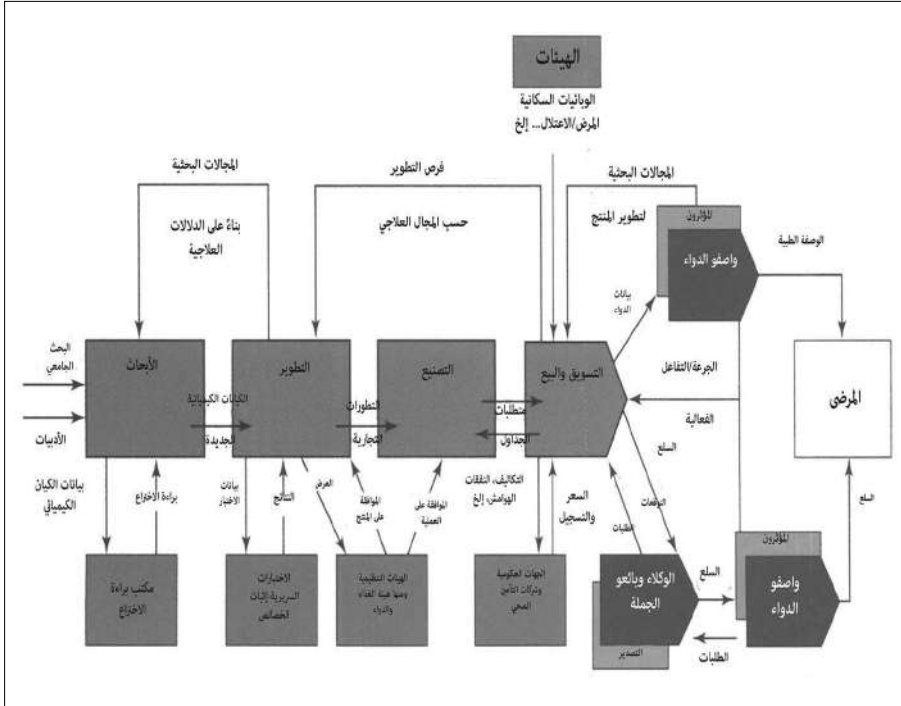 الهيئات
الوبائيات السكانية
المرض/الاعتلال... إلخ
المجالات البحثية
فرص التطوير
المجالات البحثية
بناءً على الدلالات
العلاجية
حسب المجال العلاجي
لتطوير المنتج
المؤثرون
واصفو الدواء
الوصفة الطبية
بيانات
الدواء
البحث
الجامعي
الأدبيات
الأبحاث
الكيانات الكيميائية
الجديدة
التطوير
التطورات
التجارية
التصنيع
متطلبات
الجداول
التسويق والبيع
الجرعة/التفاعل
الفعالية
المرضى
بيانات الكيان
الكيميائي
براءة الاختراع
بيانات
الاختبار
النتائج
العرض
الموافقة
على المنتج
الموافقة على
العملية
التكاليف، النفقات
الهوامش، إلخ
السعر
والتسجيل
الطلبات
التوقعات
السلع
السلع
مكتب براءة
الاختراع
الاختبارات
السريرية إثبات
الخصائص
الهيئات التنظيمية
ومنها هيئة الغذاء
والدواء
الجهات الحكومية
وشركات التأمين
الصحي
الوكلاء وبائعو
الجملة
التصدير
السلع
الطلبات
المؤثرون
واصفو
الدواء